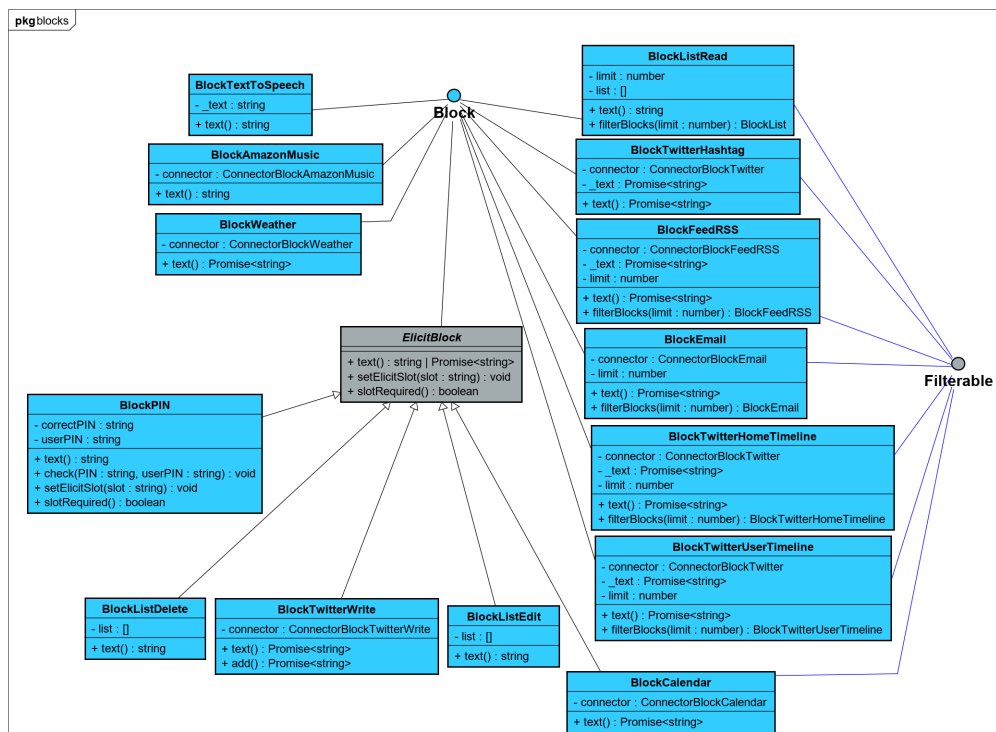 pkg blocks
BlockTextToSpeech
- _text : string
+ text() : string
Block
BlockListRead
- limit : number
- list : []
+ text() : string
+ filterBlocks(limit : number) : BlockList
BlockAmazonMusic
- connector : ConnectorBlockAmazonMusic
+ text() : string
BlockTwitterHashtag
- connector : ConnectorBlockTwitter
- _text : Promise<string>
+ text() : Promise<string>
BlockWeather
- connector : ConnectorBlockWeather
+ text() : Promise<string>
BlockFeedRSS
- connector : ConnectorBlockFeedRSS
- _text : Promise<string>
- limit : number
+ text() : Promise<string>
+ filterBlocks(limit : number) : BlockFeedRSS
ElicitBlock
+ text() : string | Promise<string>
+ setElicitSlot(slot : string) : void
+ slotRequired() : boolean
BlockEmail
- connector : ConnectorBlockEmail
- limit : number
+ text() : Promise<string>
+ filterBlocks(limit : number) : BlockEmail
Filterable
BlockPIN
- correctPIN : string
- userPIN : string
+ text() : string
+ check(PIN : string, userPIN : string) : void
+ setElicitSlot(slot : string) : void
+ slotRequired() : boolean
BlockTwitterHomeTimeline
- connector : ConnectorBlockTwitter
- _text : Promise<string>
- limit : number
+ text() : Promise<string>
+ filterBlocks(limit : number) : BlockTwitterHomeTimeline
BlockTwitterUserTimeline
- connector : ConnectorBlockTwitter
- _text : Promise<string>
- limit : number
+ text() : Promise<string>
+ filterBlocks(limit : number) : BlockTwitterUserTimeline
BlockListDelete
- list : []
+ text() : string
BlockTwitterWrite
- connector : ConnectorBlockTwitterWrite
+ text() : Promise<string>
+ add() : Promise<string>
BlockListEdit
- list : []
+ text() : string
BlockCalendar
- connector : ConnectorBlockCalendar
+ text() : Promise<string>